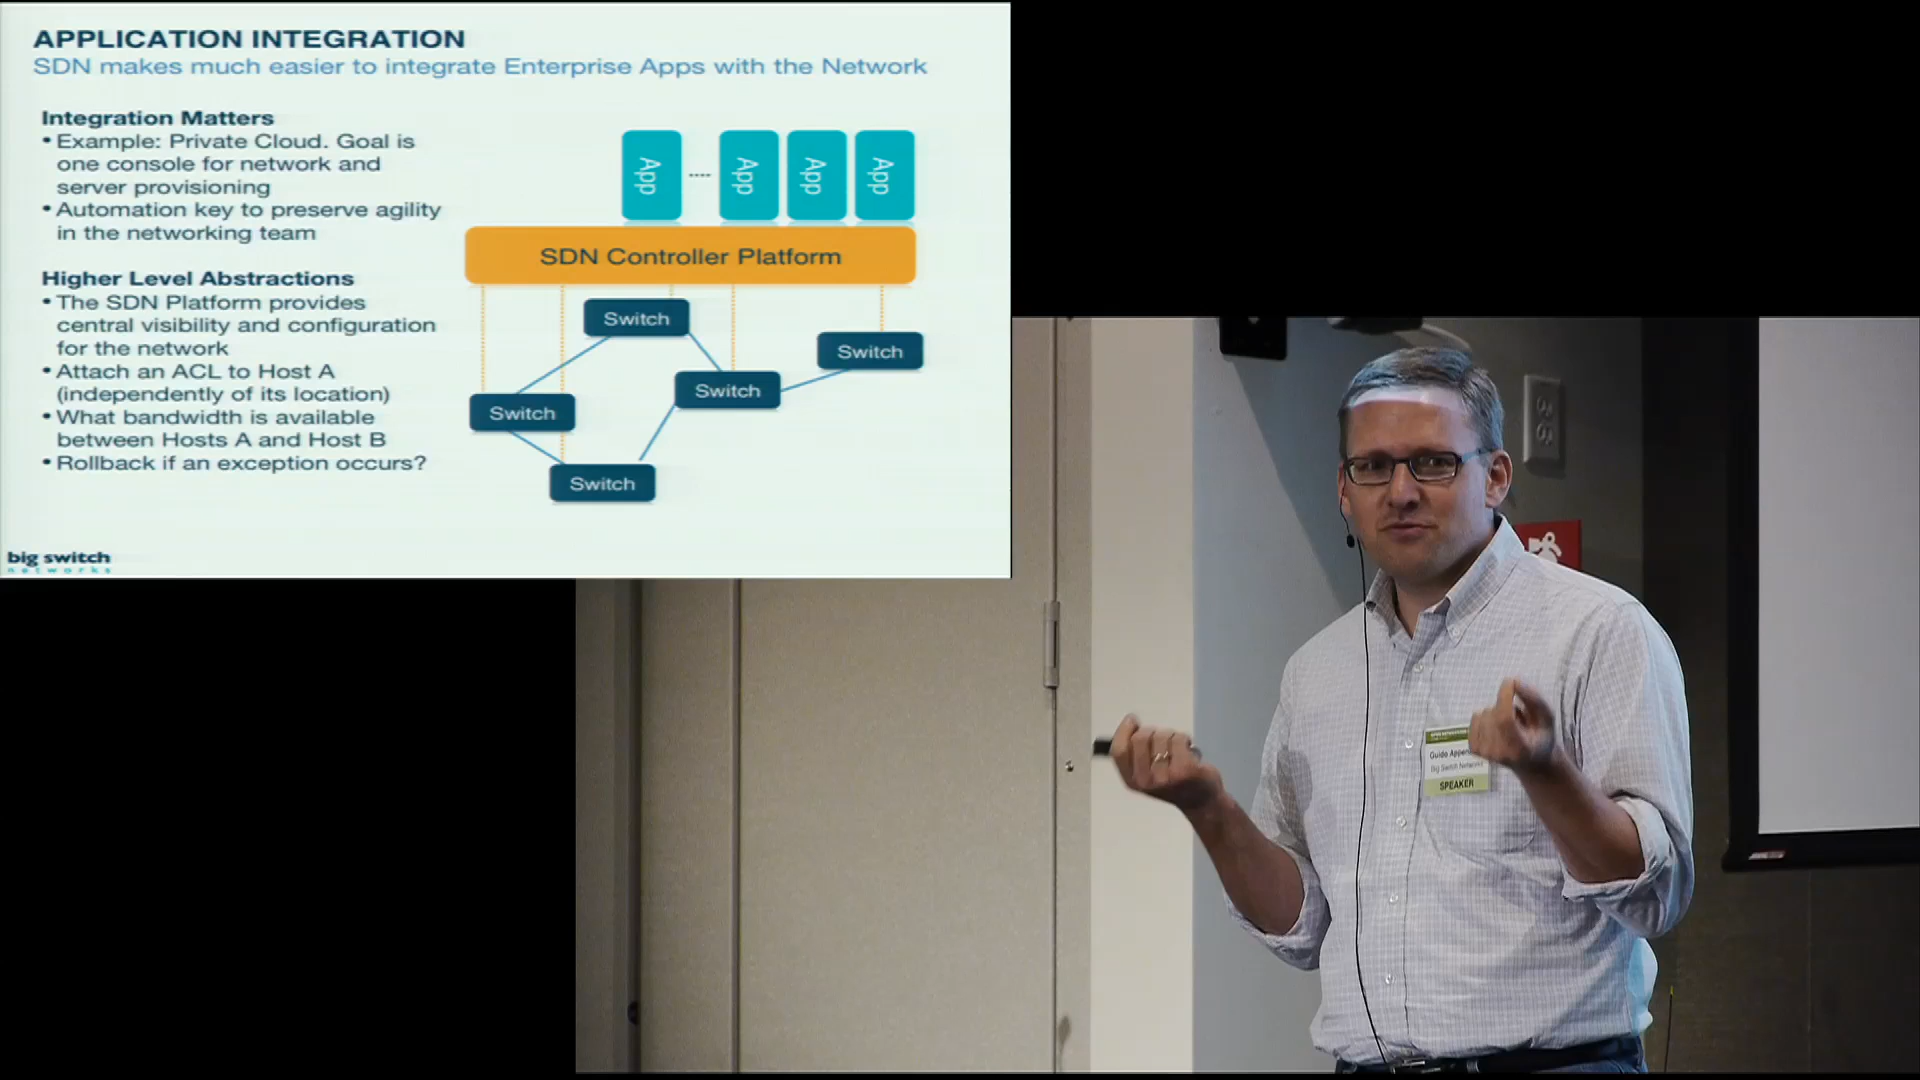 APPLICATION INTEGRATION
SDN makes much easier to integrate Enterprise Apps with the Network
Integration Matters
• Example: Private Cloud. Goal is
one console for network and
server provisioning
• Automation key to preserve agility
in the networking team
Higher Level Abstractions
• The SDN Platform provides
central visibility and configuration
for the network
• Attach an ACL to Host A
(independently of its location)
• What bandwidth is available
between Hosts A and Host B
• Rollback if an exception occurs?
App
....
App
App
App
SDN Controller Platform
Switch
Switch
Switch
Switch
Switch
big switch
networks
Guido
Big Switch Networks
SPEAKER